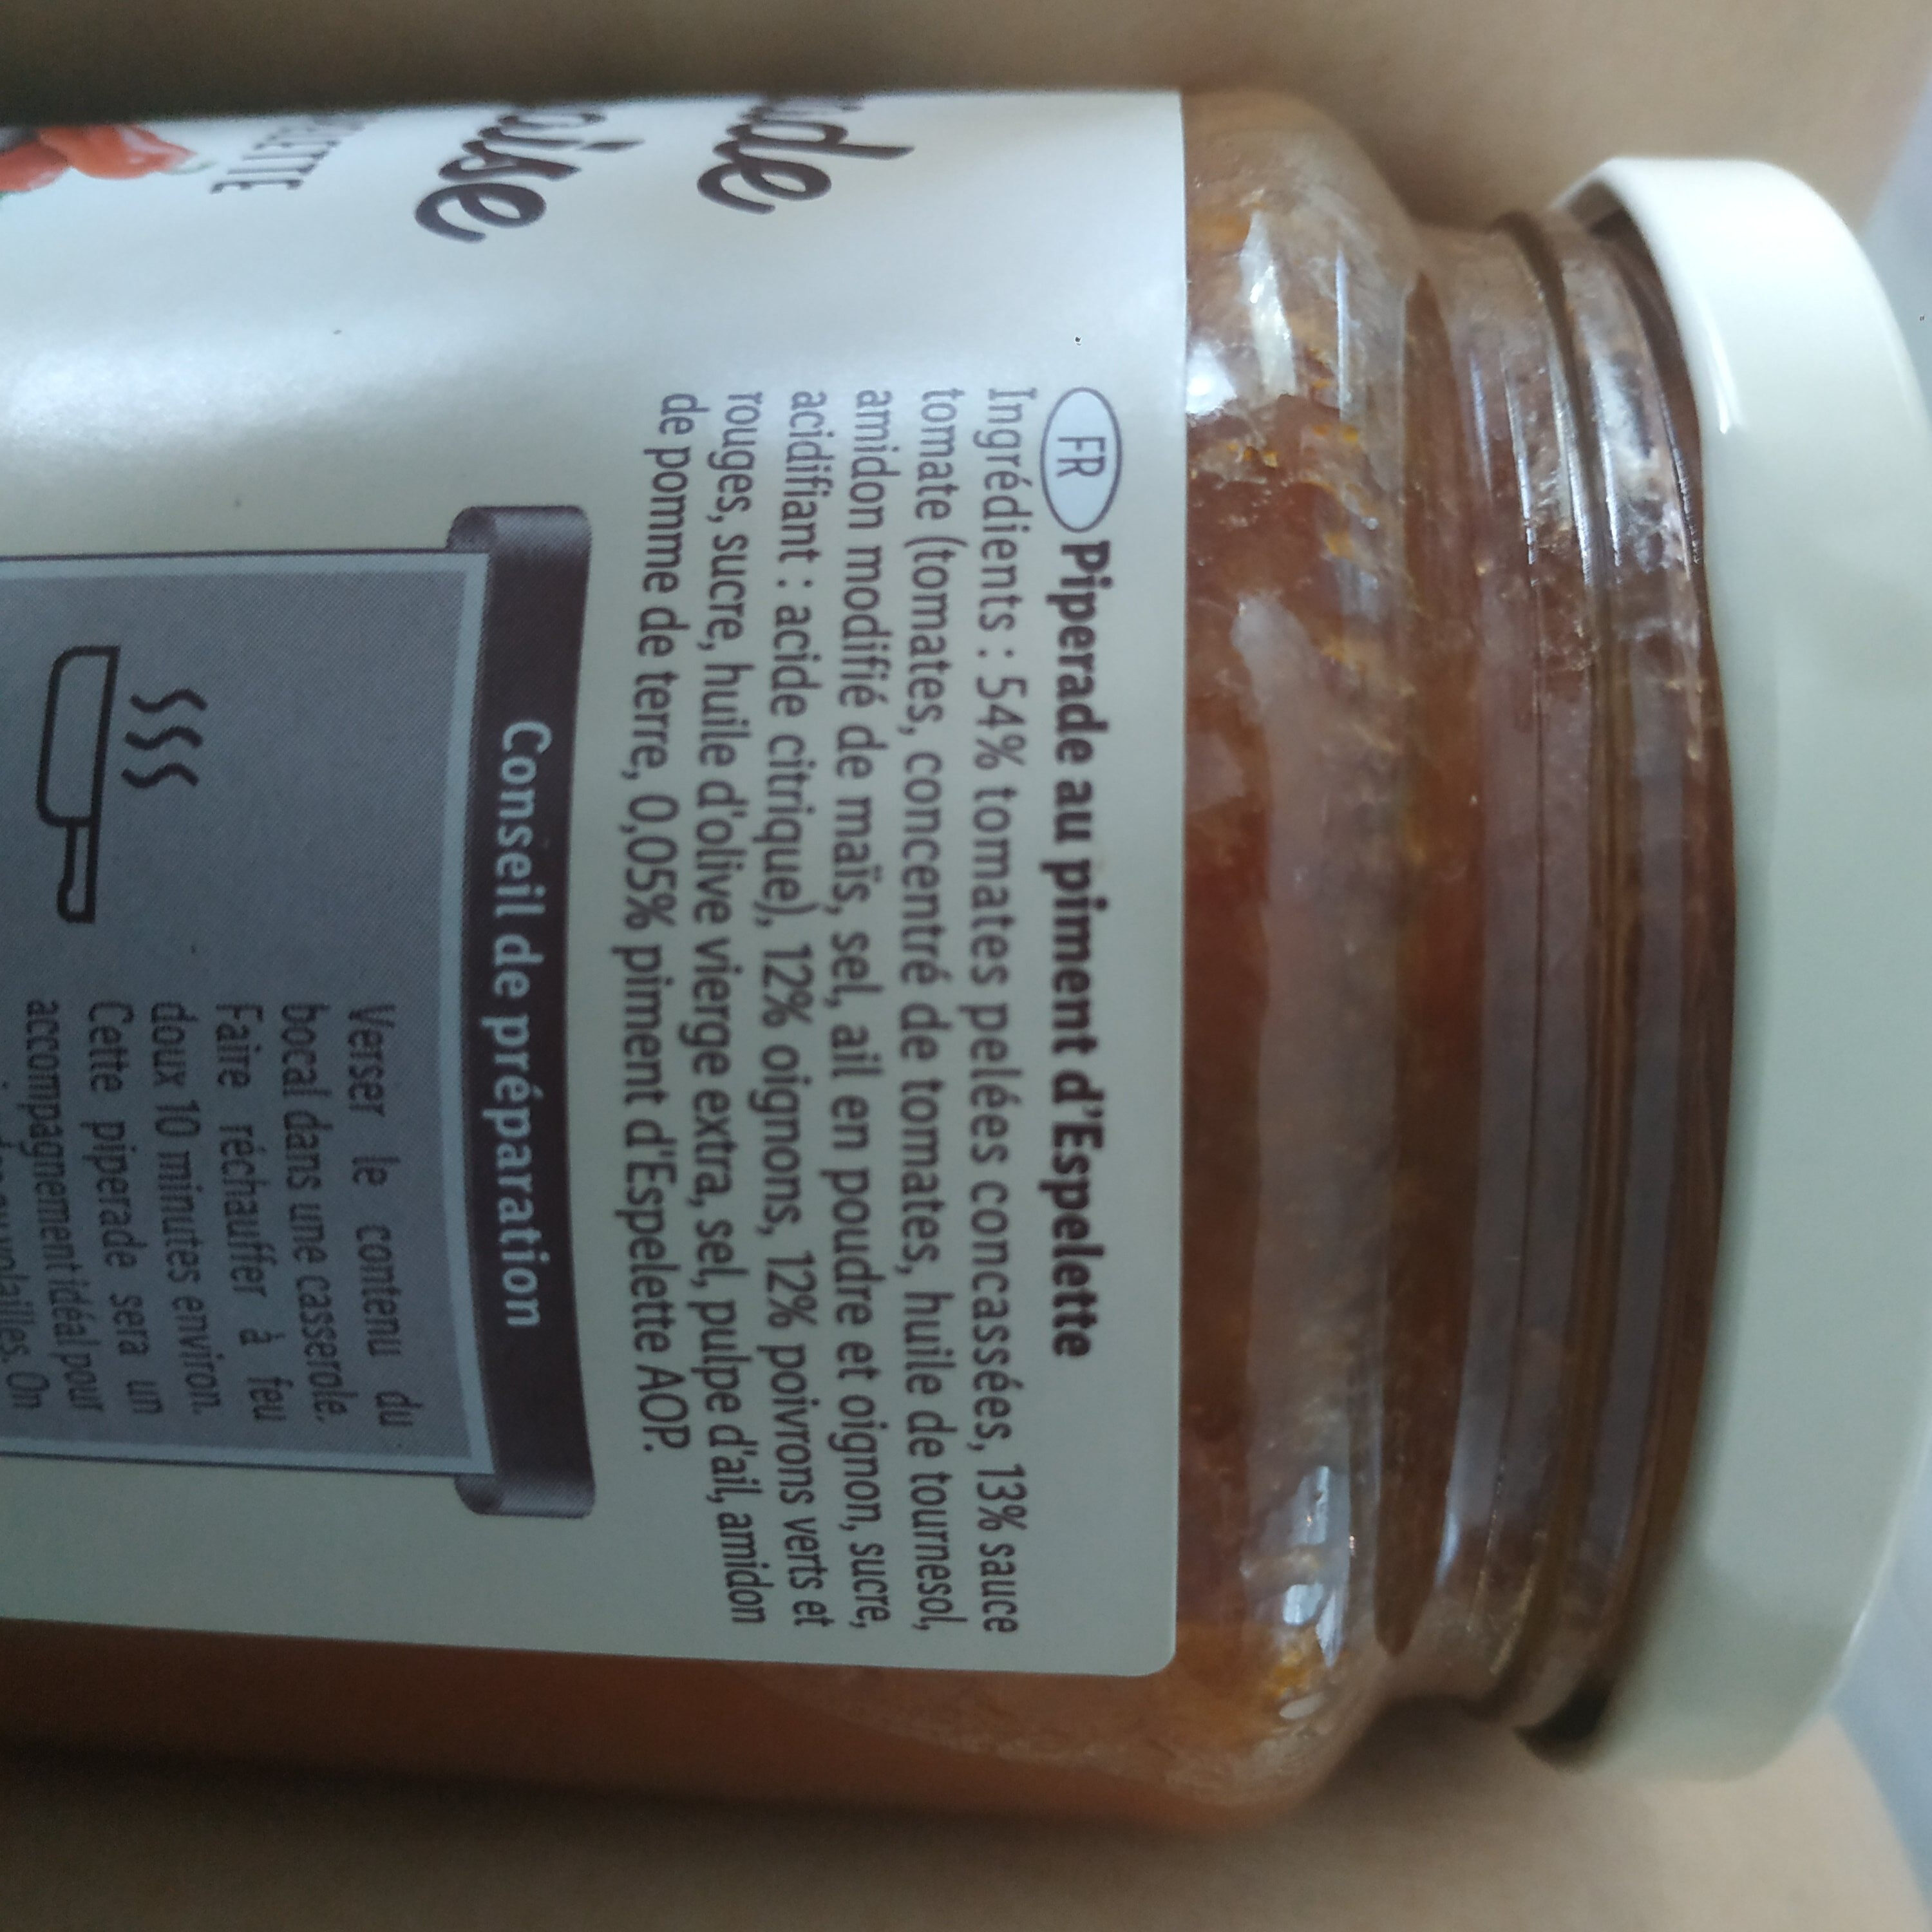 FR Piperade au piment d'Espelette
Ingrédients : 54% tomates pelées concassées, 13% sauce
tomate (tomates, concentré de tomates, huile de tournesol,
amidon modifié de maïs, sel, ail en poudre et oignon, sucre,
acidifiant : acide citrique), 12% oignons, 12% poivrons verts et
rouges, sucre, huile d'olive vierge extra, sel, pulpe d'ail, amidon
de pomme de terre, 0,05% piment d'Espelette AOP.
Conseil de préparation
Verser le contenu du
bocal dans une casserole.
Faire réchauffer à feu
doux 10 minutes environ.
Cette piperade sera un
accompagnement idéal pour
volailles. On